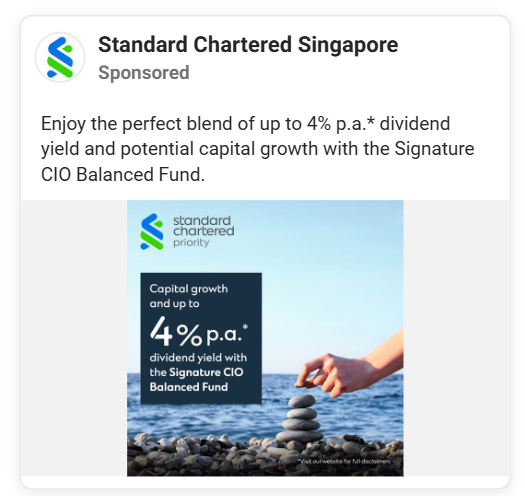 Standard Chartered Singapore
Sponsored
Enjoy the perfect blend of up to 4% p.a.* dividend
yield and potential capital growth with the Signature
CIO Balanced Fund.
standard
chartered
priority
Capital growth
and up to
4% p.a.*
dividend yield with
the Signature CIO
Balanced Fund
*Visit our website for full disclaimers